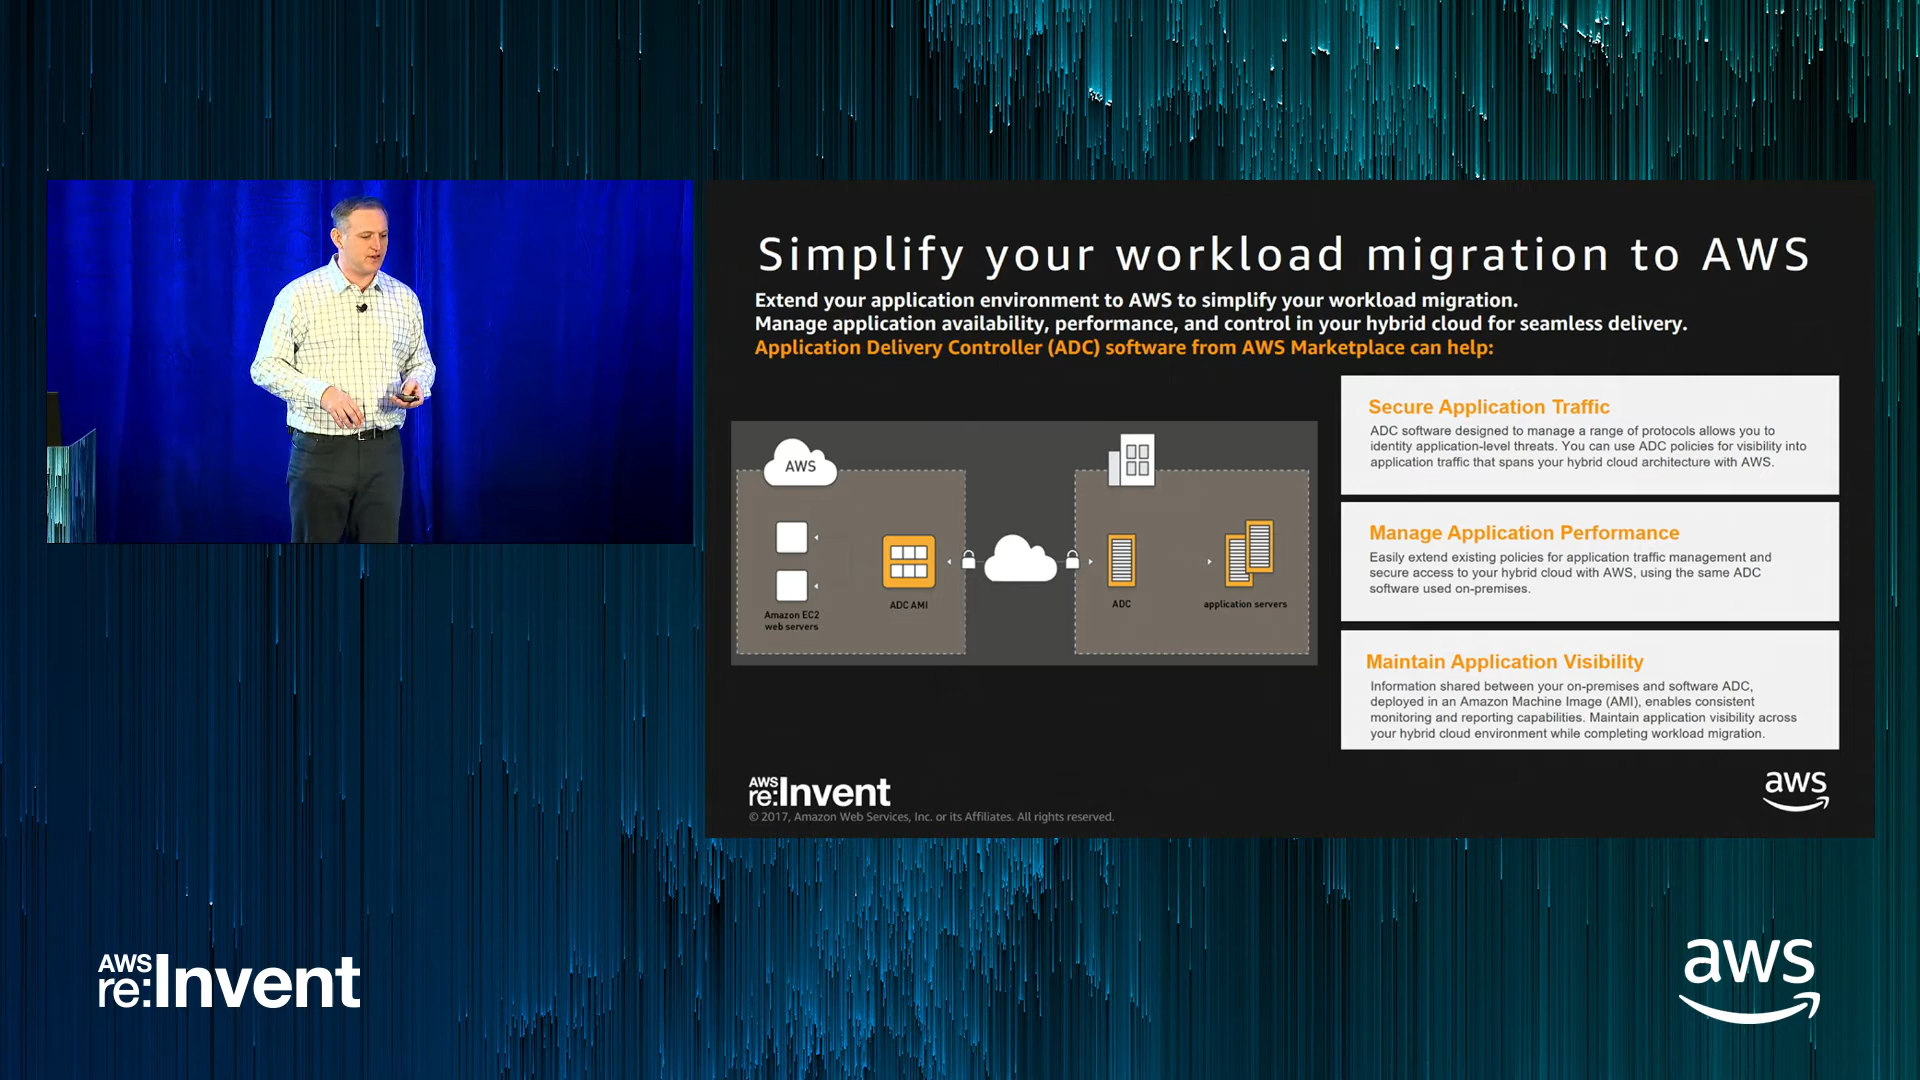 Simplify your workload migration to AWS
Extend your application environment to AWS to simplify your workload migration.
Manage application availability, performance, and control in your hybrid cloud for seamless delivery.
Application Delivery Controller (ADC) software from AWS Marketplace can help:
AWS
Amazon EC2
web servers
ADC AMI
ADC
application servers
Secure Application Traffic
ADC software designed to manage a range of protocols allows you to
identity application-level threats. You can use ADC policies for visibility into
application traffic that spans your hybrid cloud architecture with AWS.
Manage Application Performance
Easily extend existing policies for application traffic management and
secure access to your hybrid cloud with AWS, using the same ADC
software used on-premises.
Maintain Application Visibility
Information shared between your on-premises and software ADC,
deployed in an Amazon Machine Image (AMI), enables consistent
monitoring and reporting capabilities. Maintain application visibility across
your hybrid cloud environment while completing workload migration.
AWS
re:Invent
© 2017, Amazon Web Services, Inc. or its Affiliates. All rights reserved.
aws
AWS
re:Invent
aws